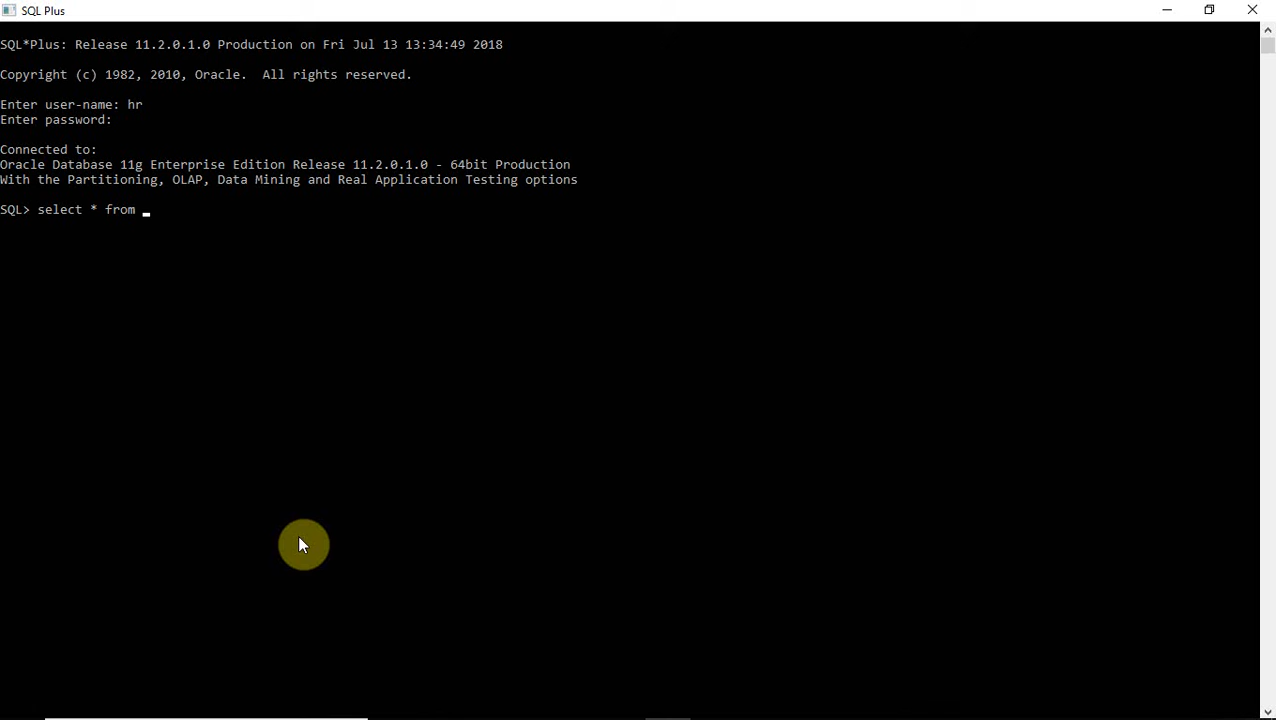 SQL Plus
SQL*Plus: Release 11.2.0.1.0 Production on Fri Jul 13 13:34:49 2018
Copyright (c) 1982, 2010, Oracle.  All rights reserved.
Enter user-name: hr
Enter password:
Connected to:
Oracle Database 11g Enterprise Edition Release 11.2.0.1.0 - 64bit Production
With the Partitioning, OLAP, Data Mining and Real Application Testing options
SQL> select * from _